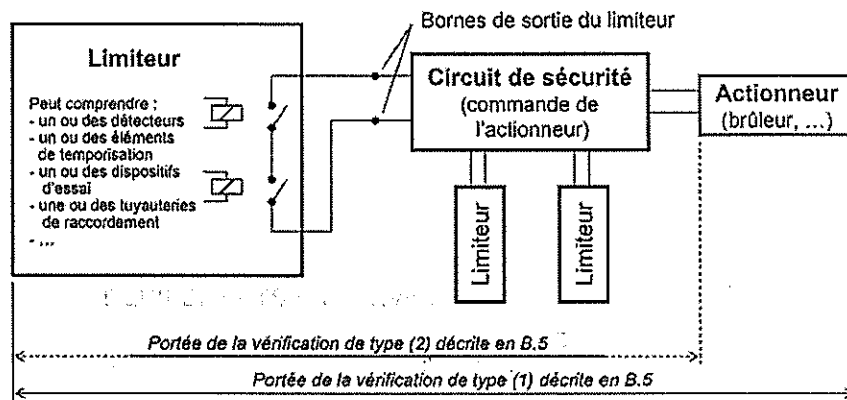 Bornes de sortie du limiteur
Limiteur
Peut comprendre :
- un ou des détecteurs
- un ou des éléments
de temporisation
- un ou des dispositifs
d'essai
- une ou des tuyauteries
de raccordement
- ...
Circuit de sécurité
(commande de
l'actionneur)
Actionneur
(brûleur, ...)
Limiteur
Limiteur
Portée de la vérification de type (2) décrite en B.5
Portée de la vérification de type (1) décrite en B.5